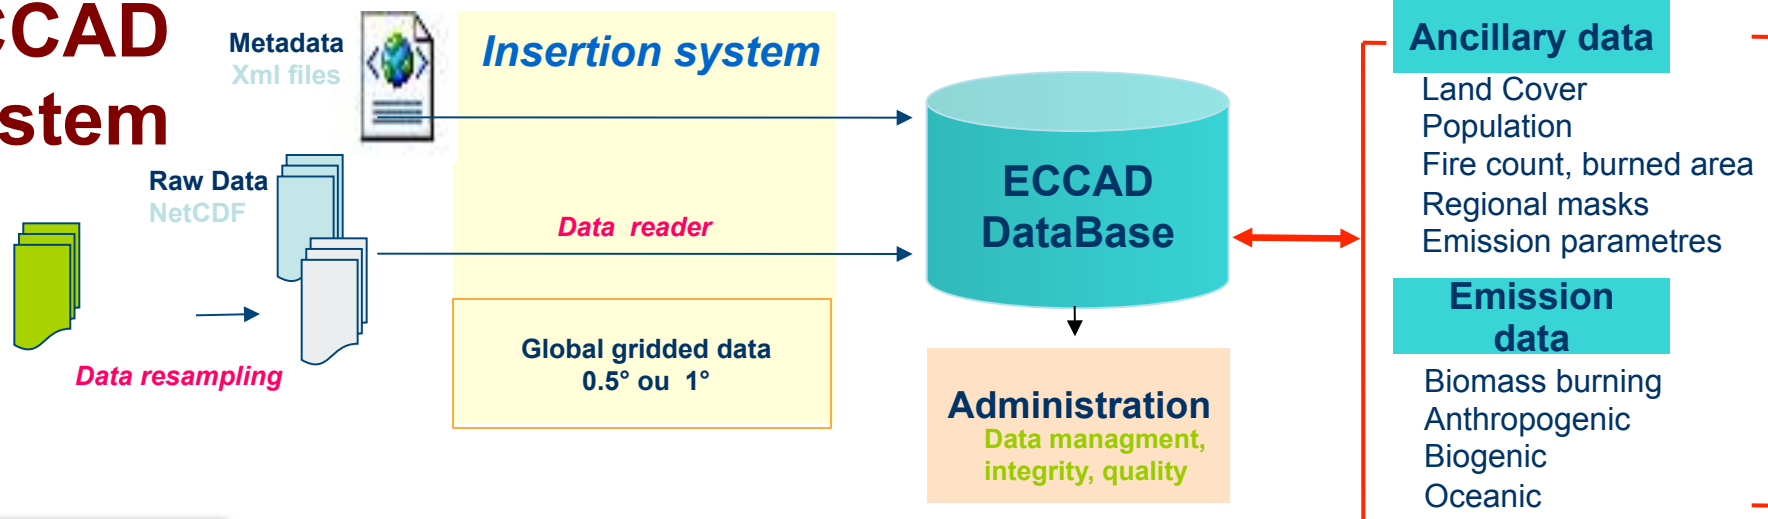 CCAD
stem
Metadata
Xml files
Insertion system
Raw Data
NetCDF
Data reader
Data resampling
Global gridded data
0.5° ou 1°
ECCAD
DataBase
Administration
Data managment,
integrity, quality
Ancillary data
Land Cover
Population
Fire count, burned area
Regional masks
Emission parametres
Emission
data
Biomass burning
Anthropogenic
Biogenic
Oceanic